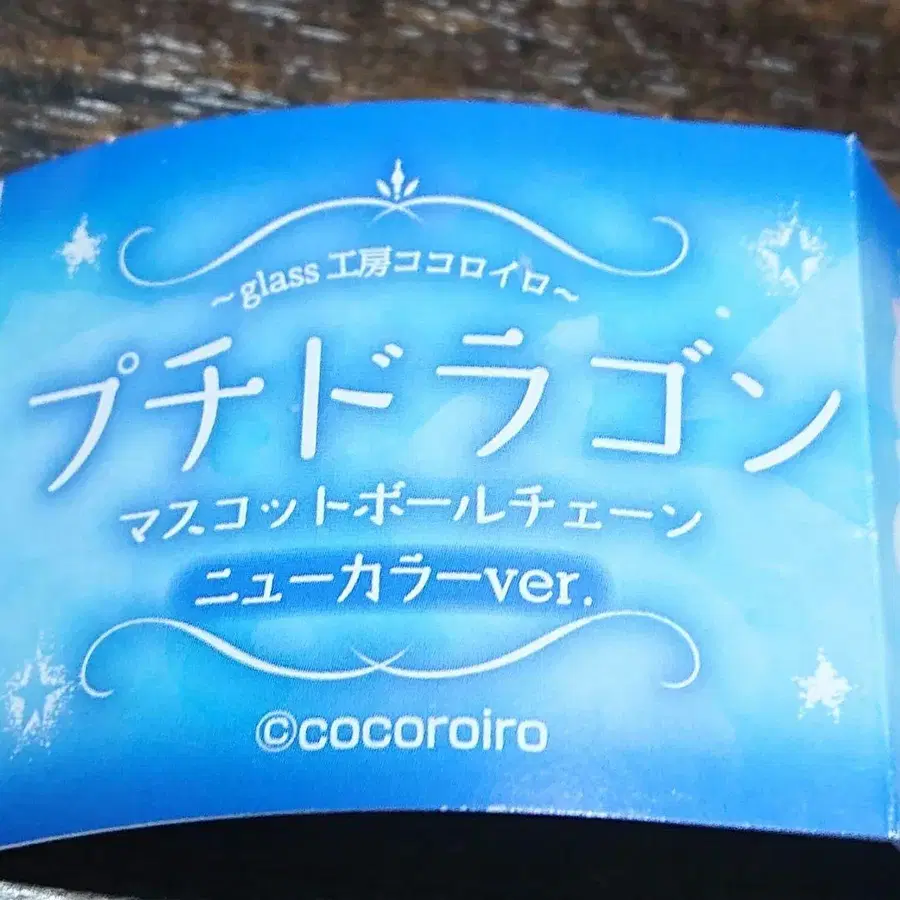 ~glass 工房ココロイロ~
プチドラゴン
マスコットボールチェーン
ニューカラーver.
©cocoroiro